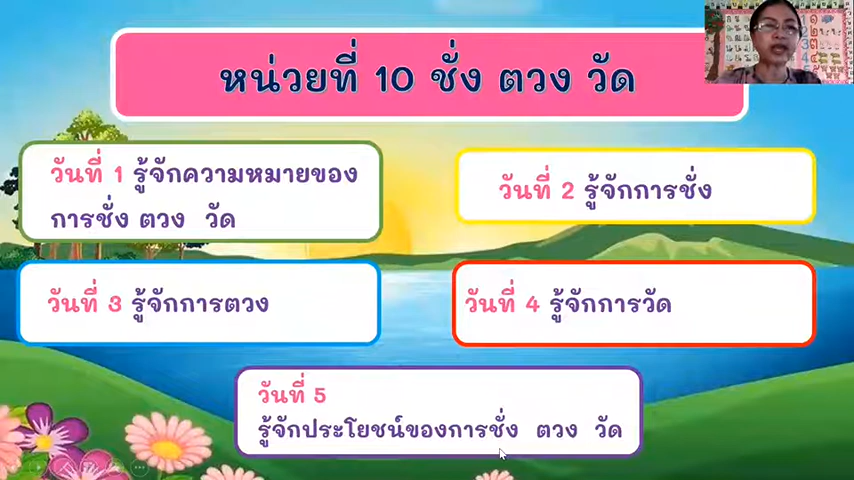 หน่วยที่ 10 ชั่ง ตวง วัด
วันที่ 1 รู้จักความหมายของ
การชั่ง ตวง วัด
วันที่ 2 รู้จักการชั่ง
วันที่ 3 รู้จักการตวง
วันที่ 4 รู้จักการวัด
วันที่ 5
รู้จักประโยชน์ของการชั่ง ตวง วัด